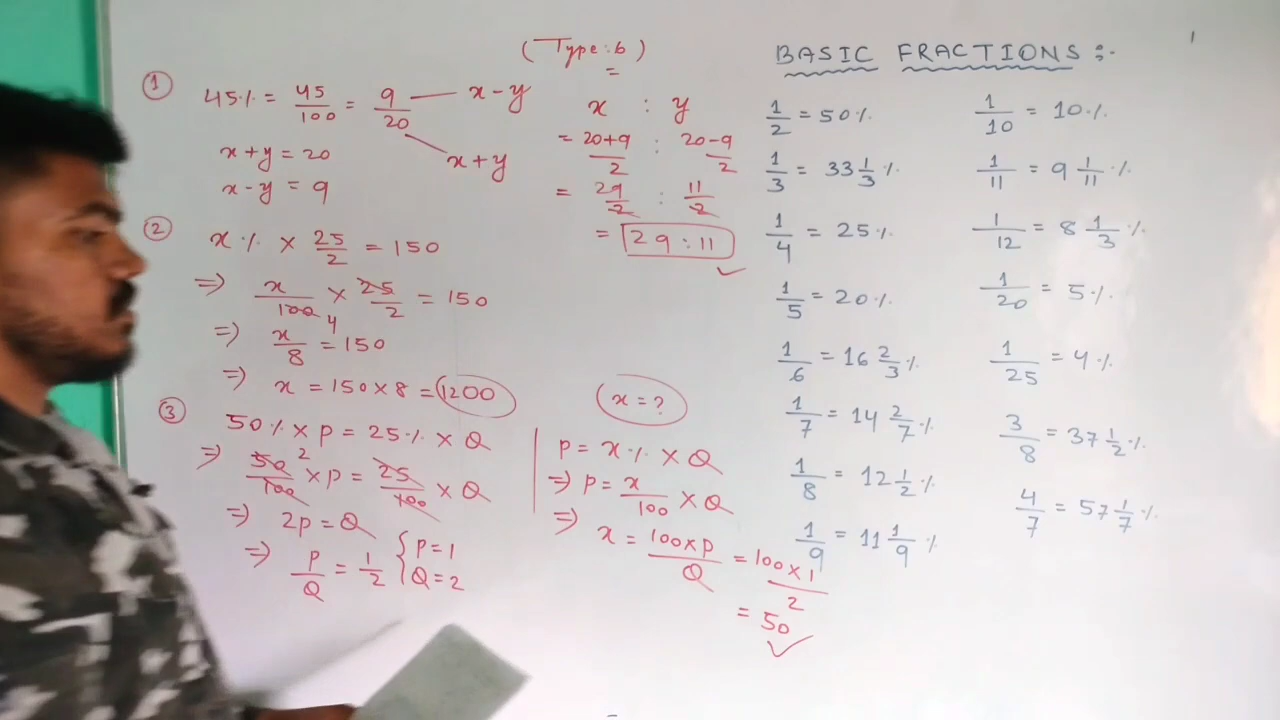 (Type:6)
① 45% = 45/100 = 9/20
x-y
x+y
x+y = 20
x-y = 9
x : y
= 20+9/2 : 20-9/2
= 29/2 : 11/2
= 29:11
② x% × 25/2 = 150
⇒ x/100 × 25/2 = 150
4
⇒ x/8 = 150
⇒ x = 150×8 = 1200
③ 50% × P = 25% × Q
⇒ 50/100 × P = 25/100 × Q
2
⇒ 2P = Q
⇒ P/Q = 1/2 { P=1
Q=2
x = ?
P = x% × Q
⇒ P = x/100 × Q
⇒ x = 100×P/Q = 100×1/2
= 50
BASIC FRACTIONS :-
1/2 = 50%
1/3 = 33 1/3 %
1/4 = 25%
1/5 = 20%
1/6 = 16 2/3 %
1/7 = 14 2/7 %
1/8 = 12 1/2 %
1/9 = 11 1/9 %
1/10 = 10%
1/11 = 9 1/11 %
1/12 = 8 1/3 %
1/20 = 5%
1/25 = 4%
3/8 = 37 1/2 %
4/7 = 57 1/7 %